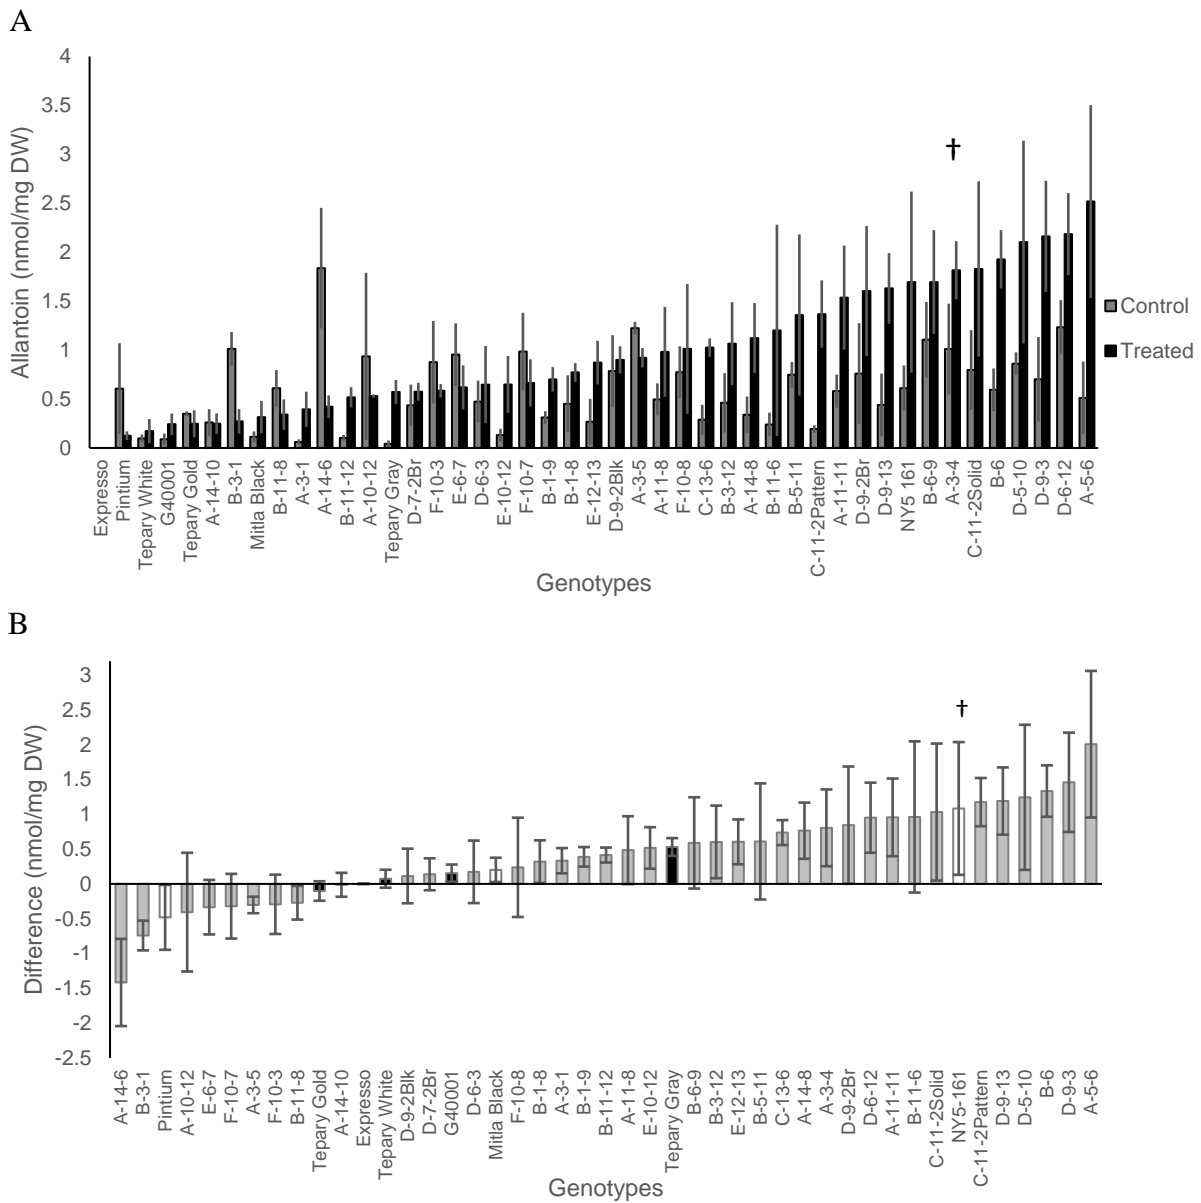 A
Allantoin (nmol/mg DW)
4
3.5
3
2.5
2
1.5
1
0.5
0
†
Control
Treated
Expresso
Pintium
Tepary White
G40001
Tepary Gold
A-14-10
B-3-1
Mitla Black
B-11-8
A-3-1
A-14-6
B-11-12
A-10-12
Tepary Gray
D-7-2Br
F-10-3
E-6-7
D-6-3
E-10-12
F-10-7
B-1-9
B-1-8
E-12-13
D-9-2Blk
A-3-5
A-11-8
F-10-8
C-13-6
B-3-12
A-14-8
B-11-6
B-5-11
C-11-2Pattern
A-11-11
D-9-2Br
D-9-13
NY5 161
B-6-9
A-3-4
C-11-2Solid
B-6
D-5-10
D-9-3
D-6-12
A-5-6
Genotypes
B
Difference (nmol/mg DW)
3
2.5
2
1.5
1
0.5
0
-0.5
-1
-1.5
-2
-2.5
†
A-14-6
B-3-1
Pintium
A-10-12
E-6-7
F-10-7
A-3-5
F-10-3
B-11-8
Tepary Gold
A-14-10
Expresso
Tepary White
D-9-2Blk
D-7-2Br
G40001
D-6-3
Mitla Black
F-10-8
B-1-8
A-3-1
B-1-9
B-11-12
A-11-8
E-10-12
Tepary Gray
B-6-9
B-3-12
E-12-13
B-5-11
C-13-6
A-14-8
A-3-4
D-9-2Br
D-6-12
A-11-11
B-11-6
C-11-2Solid
NY5-161
C-11-2Pattern
D-9-13
D-5-10
B-6
D-9-3
A-5-6
Genotypes